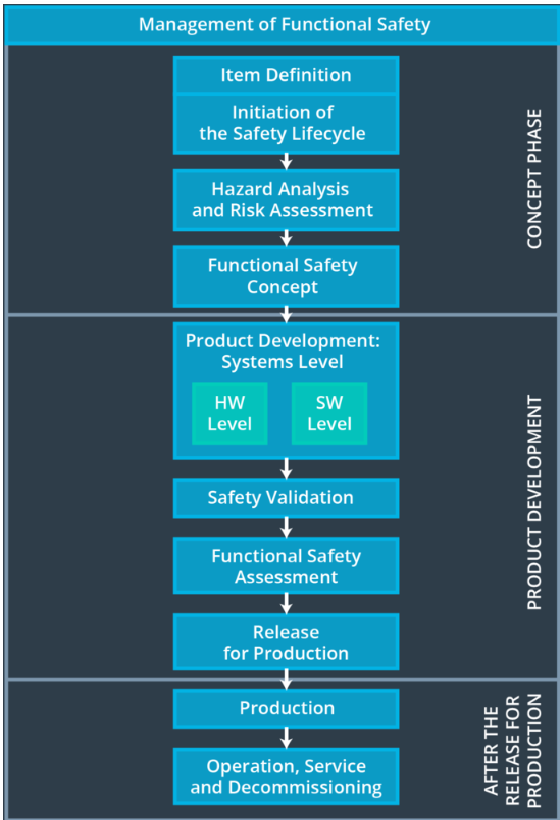 Management of Functional Safety
Item Definition
Initiation of
the Safety Lifecycle
Hazard Analysis
and Risk Assessment
Functional Safety
Concept
CONCEPT PHASE
Product Development:
Systems Level
HW
Level
SW
Level
Safety Validation
Functional Safety
Assessment
Release
for Production
PRODUCT DEVELOPMENT
Production
Operation, Service
and Decommissioning
AFTER THE
RELEASE FOR
PRODUCTION